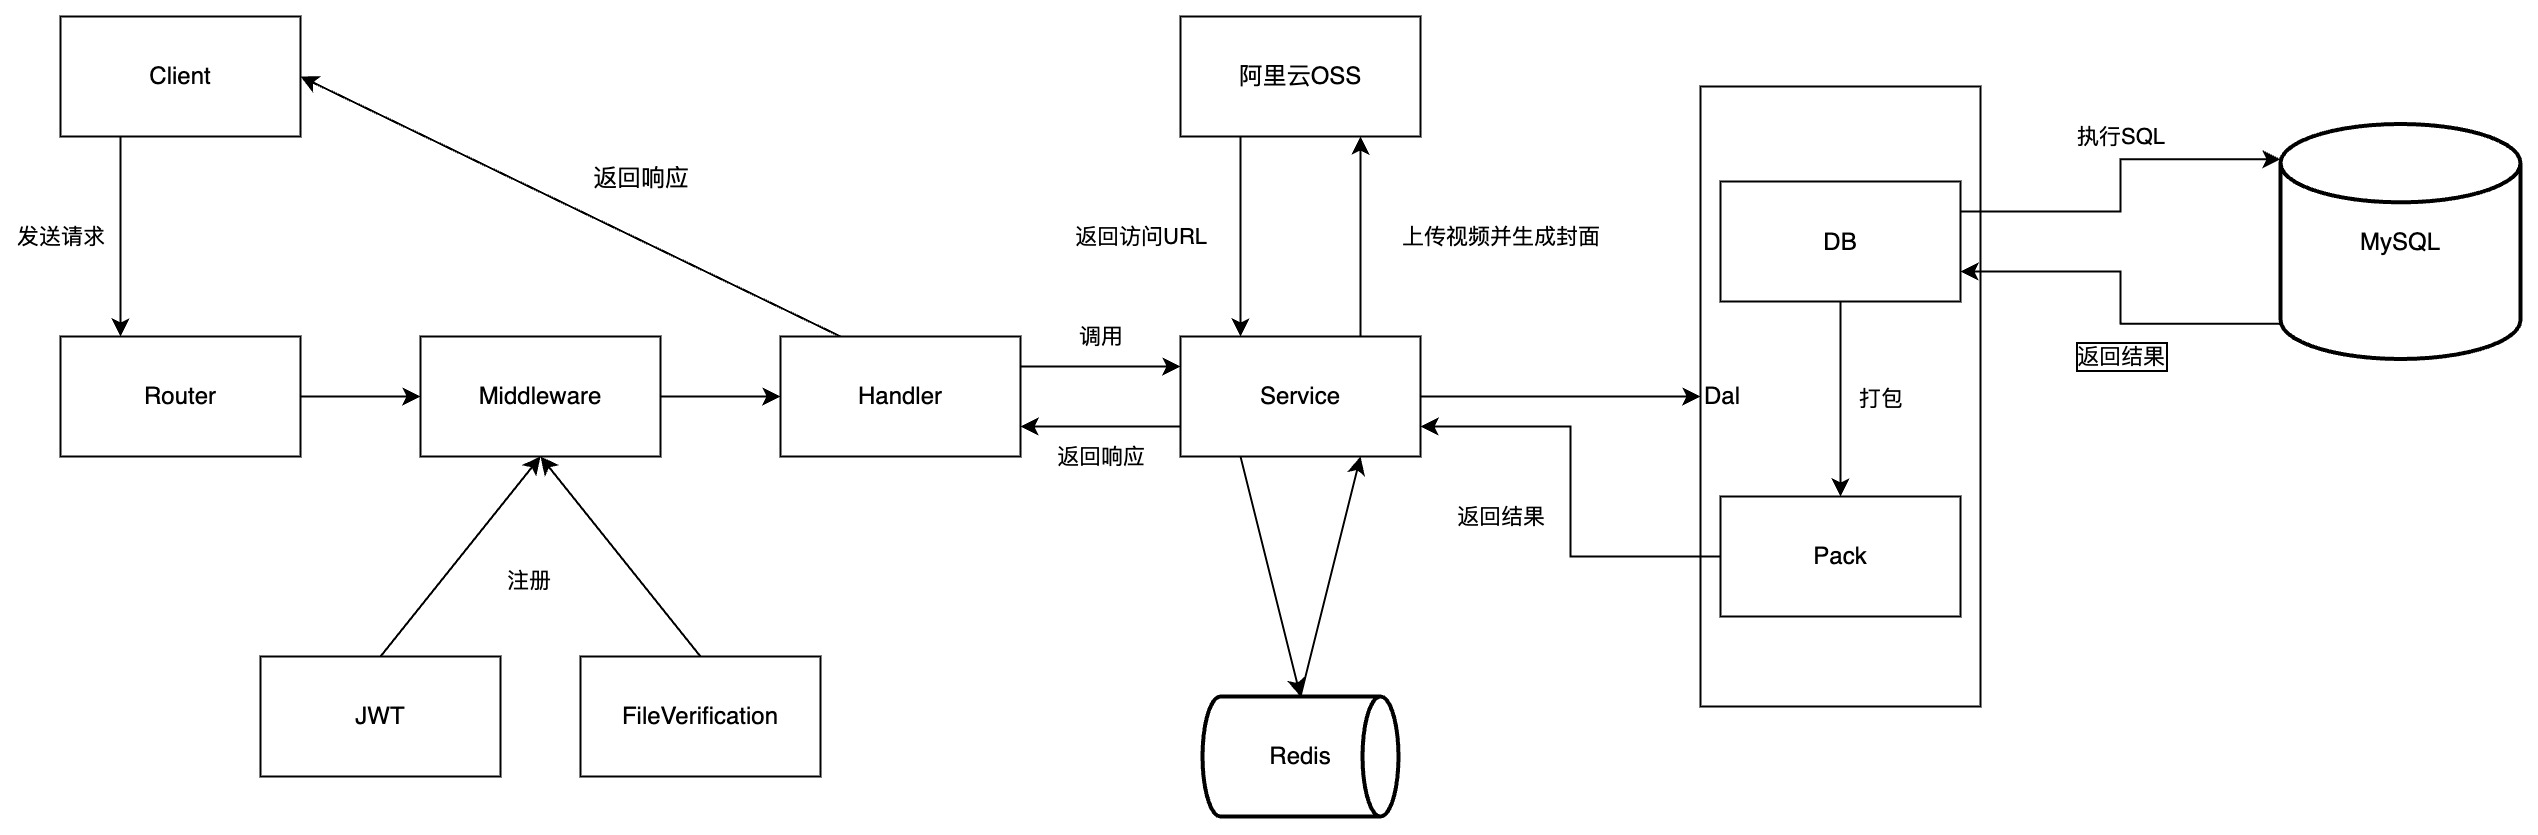 Client
阿里云OSS
执行SQL
返回响应
发送请求
返回访问URL
上传视频并生成封面
DB
MySQL
调用
返回结果
Router
Middleware
Handler
Service
Dal
打包
返回响应
返回结果
Pack
注册
JWT
FileVerification
Redis